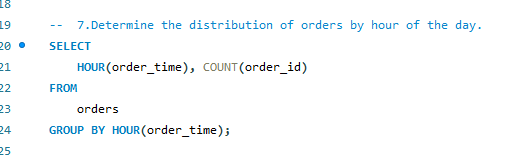 18
19 -- 7.Determine the distribution of orders by hour of the day.
20 SELECT
21 HOUR(order_time), COUNT(order_id)
22 FROM
23 orders
24 GROUP BY HOUR(order_time);
25